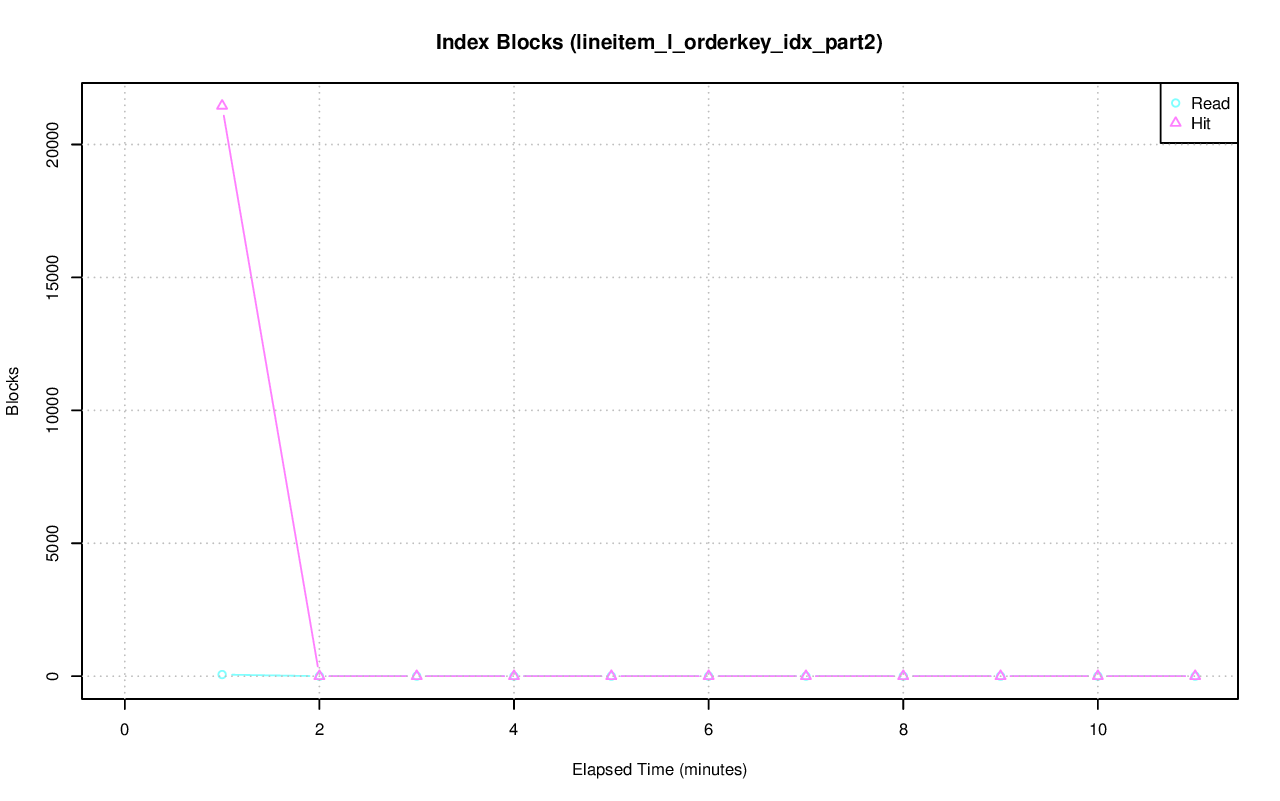 Index Blocks (lineitem_l_orderkey_idx_part2)
Read
Hit
20000
15000
10000
5000
0
Blocks
0 2 4 6 8 10
Elapsed Time (minutes)